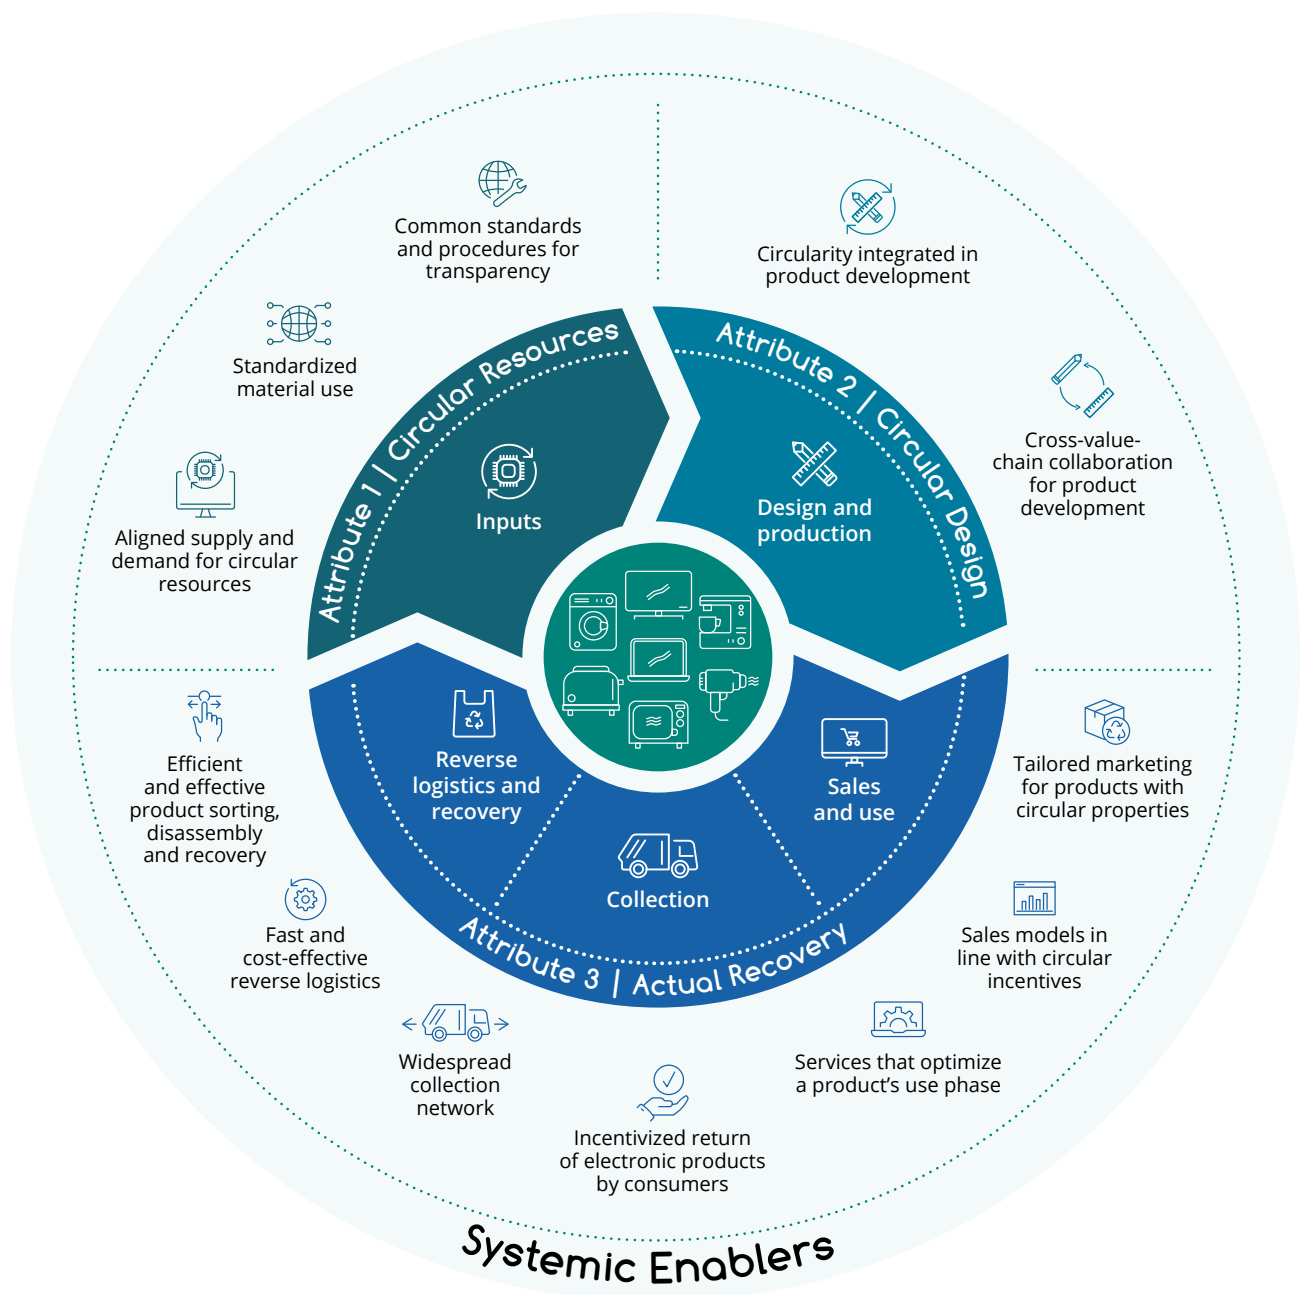 Common standards
and procedures for
transparency
Circularity integrated in
product development
Standardized
material use
Cross-value-
chain collaboration
for product
development
Aligned supply and
demand for circular
resources
Attribute 1 | Circular Resources
Inputs
Attribute 2 | Circular Design
Design and
production
Reverse
logistics and
recovery
Collection
Sales
and use
Attribute 3 | Actual Recovery
Tailored marketing
for products with
circular properties
Sales models in
line with circular
incentives
Services that optimize
a product’s use phase
Incentivized return
of electronic products
by consumers
Widespread
collection
network
Fast and
cost-effective
reverse logistics
Efficient
and effective
product sorting,
disassembly
and recovery
Systemic Enablers